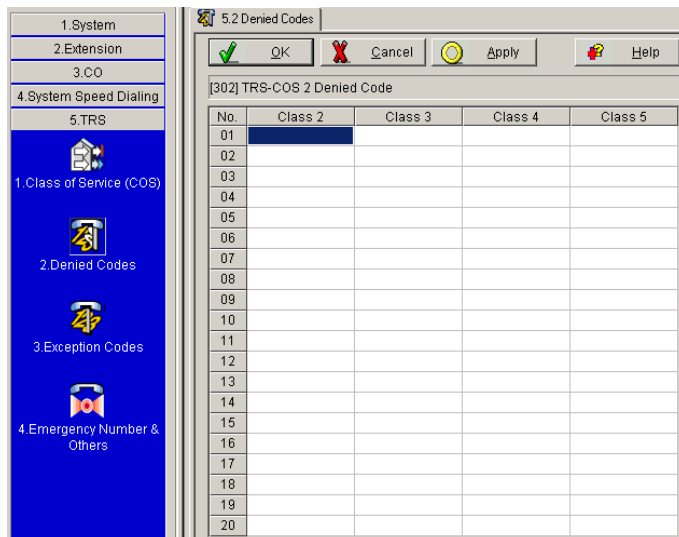 1.System
2.Extension
3.CO
4.System Speed Dialing
5.TRS
1.Class of Service (COS)
2.Denied Codes
3.Exception Codes
4.Emergency Number &
Others
5.2 Denied Codes
OK Cancel Apply Help
[302] TRS-COS 2 Denied Code
No. Class 2 Class 3 Class 4 Class 5
01
02
03
04
05
06
07
08
09
10
11
12
13
14
15
16
17
18
19
20